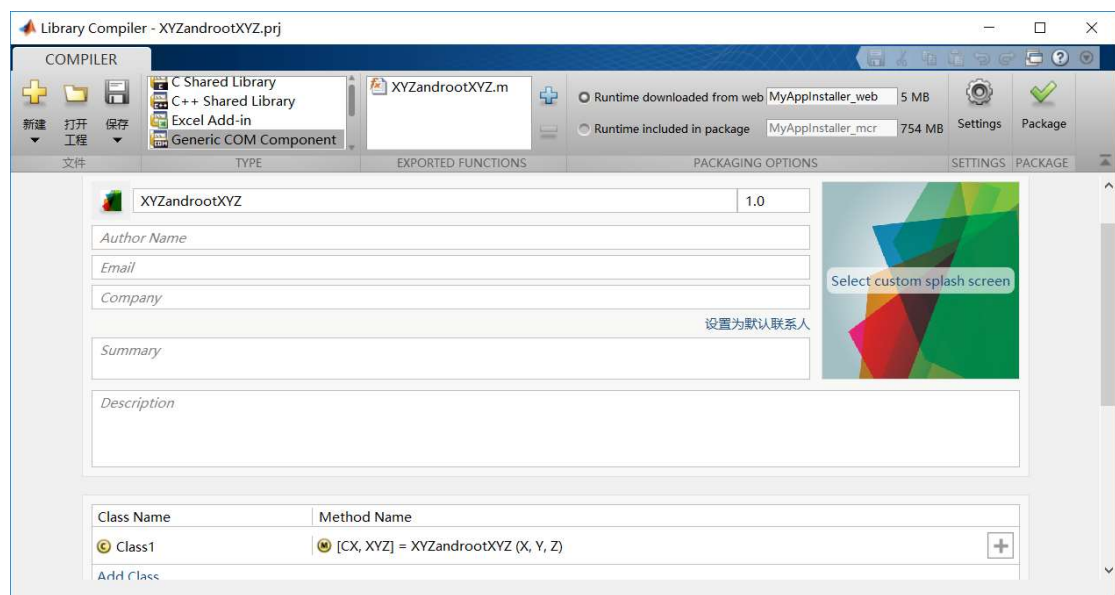 Library Compiler - XYZandrootXYZ.prj
COMPILER
新建
打开
工程
保存
文件
C Shared Library
C++ Shared Library
Excel Add-in
Generic COM Component
TYPE
XYZandrootXYZ.m
EXPORTED FUNCTIONS
Runtime downloaded from web MyAppInstaller_web 5 MB
Runtime included in package MyAppInstaller_mcr 754 MB
PACKAGING OPTIONS
Settings
SETTINGS
Package
PACKAGE
XYZandrootXYZ 1.0
Author Name
Email
Company
设置为默认联系人
Summary
Description
Select custom splash screen
Class Name Method Name
Class1 [CX, XYZ] = XYZandrootXYZ (X, Y, Z)
Add Class